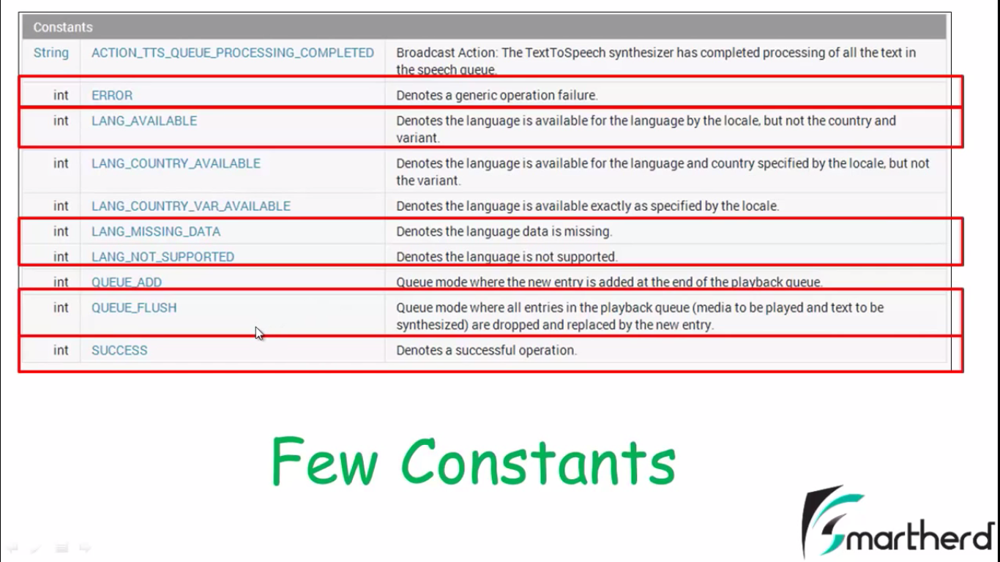 Constants
String ACTION_TTS_QUEUE_PROCESSING_COMPLETED Broadcast Action: The TextToSpeech synthesizer has completed processing of all the text in
the speech queue.
int ERROR Denotes a generic operation failure.
int LANG_AVAILABLE Denotes the language is available for the language by the locale, but not the country and
variant.
int LANG_COUNTRY_AVAILABLE Denotes the language is available for the language and country specified by the locale, but not
the variant.
int LANG_COUNTRY_VAR_AVAILABLE Denotes the language is available exactly as specified by the locale.
int LANG_MISSING_DATA Denotes the language data is missing.
int LANG_NOT_SUPPORTED Denotes the language is not supported.
int QUEUE_ADD Queue mode where the new entry is added at the end of the playback queue.
int QUEUE_FLUSH Queue mode where all entries in the playback queue (media to be played and text to be
synthesized) are dropped and replaced by the new entry.
int SUCCESS Denotes a successful operation.
Few Constants
Smartherd